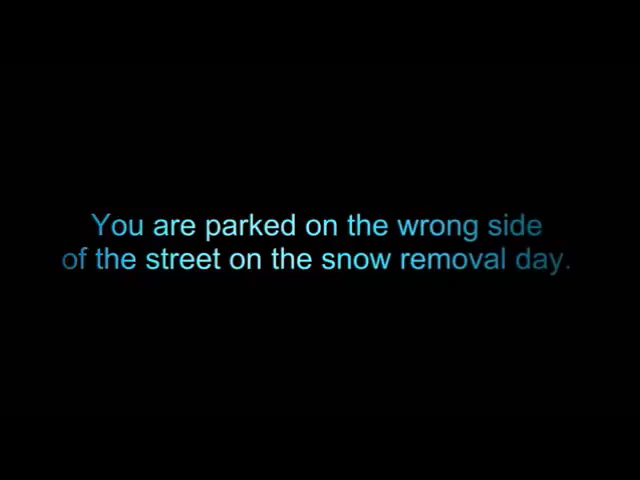 You are parked on the wrong side
of the street on the snow removal day.